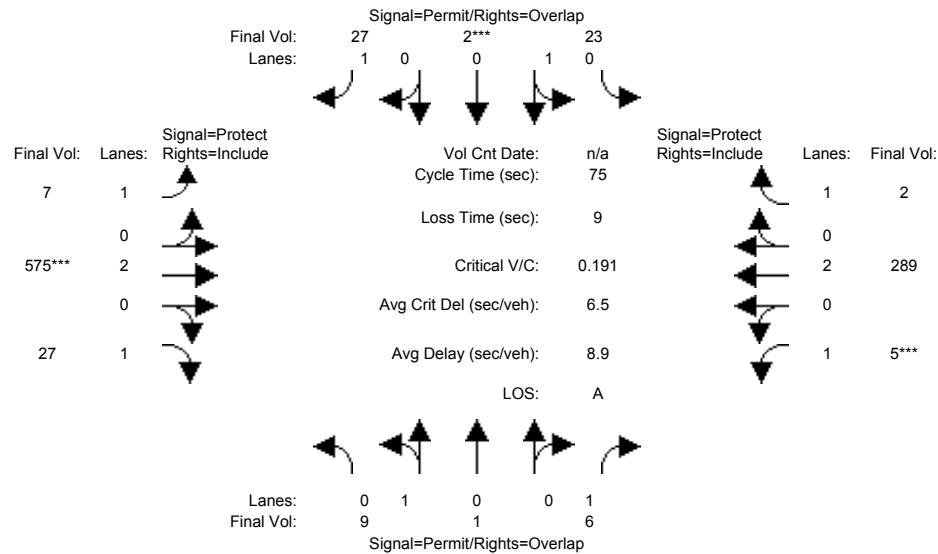 Signal=Permit/Rights=Overlap
Final Vol: 27 2*** 23
Lanes: 1 0 0 1 0
Signal=Protect Signal=Protect
Final Vol: Lanes: Rights=Include Vol Cnt Date: n/a Rights=Include Lanes: Final Vol:
Cycle Time (sec): 75
7 1 1 2
Loss Time (sec): 9
0 0
575*** 2 Critical V/C: 0.191 2 289
0 Avg Crit Del (sec/veh): 6.5 0
27 1 Avg Delay (sec/veh): 8.9 1 5***
LOS: A
Lanes: 0 1 0 0 1
Final Vol: 9 1 6
Signal=Permit/Rights=Overlap